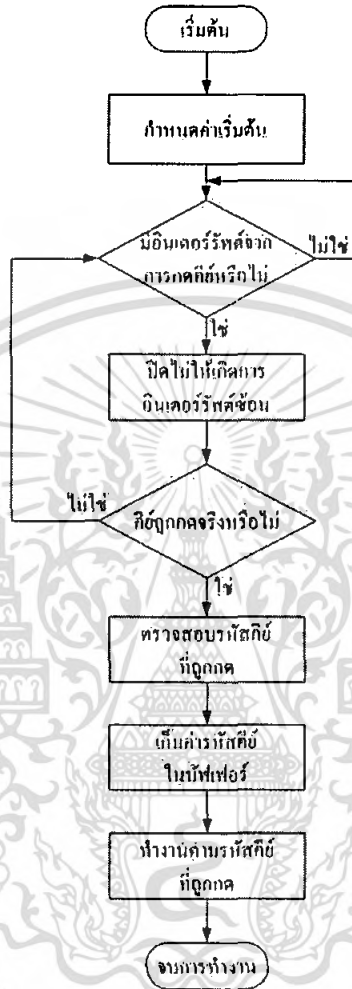 เริ่มต้น
กำหนดค่าเริ่มต้น
มีอินเตอร์รัพต์จาก
การกดคีย์หรือไม่
ไม่ใช่
ใช่
ปิดไม่ให้เกิดการ
อินเตอร์รัพต์ซ้อน
ไม่ใช่
คีย์ถูกกดจริงหรือไม่
ใช่
ตรวจสอบรหัสคีย์
ที่ถูกกด
เก็บค่ารหัสคีย์
ในบัฟเฟอร์
ทำงานตามรหัสคีย์
ที่ถูกกด
จบการทำงาน